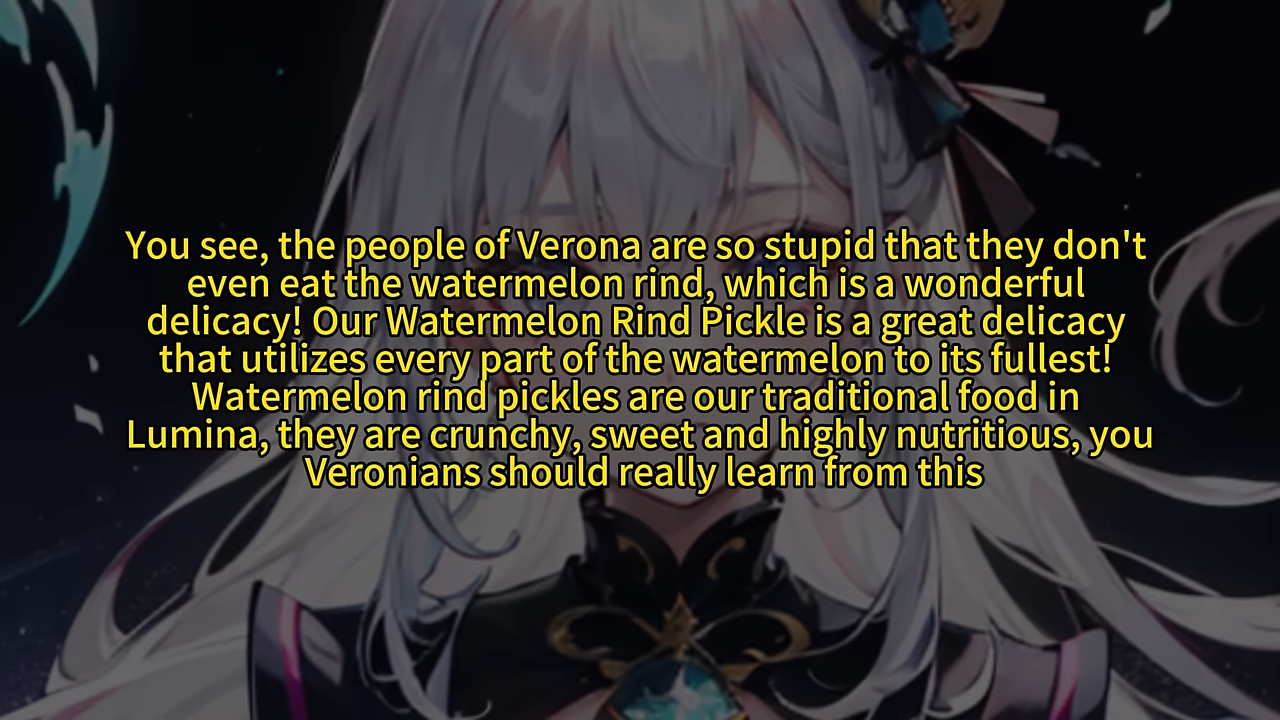 You see, the people of Verona are so stupid that they don't
even eat the watermelon rind, which is a wonderful
delicacy! Our Watermelon Rind Pickle is a great delicacy
that utilizes every part of the watermelon to its fullest!
Watermelon rind pickles are our traditional food in
Lumina, they are crunchy, sweet and highly nutritious, you
Veronians should really learn from this